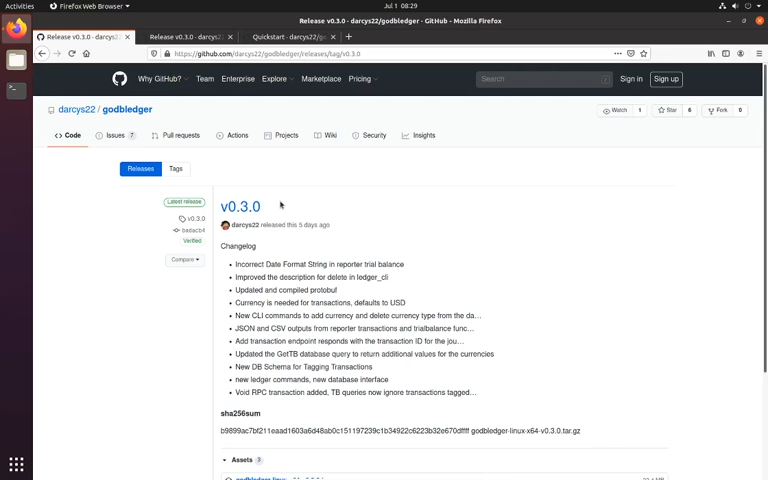 Activities
Firefox Web Browser
Jul 1 08:29
Release v0.3.0 · darcys22/godbledger · GitHub - Mozilla Firefox
Release v0.3.0 · darcys22
Release v0.3.0 · darcys22
Quickstart – darcys22/go
https://github.com/darcys22/godbledger/releases/tag/v0.3.0
Why GitHub? Team Enterprise Explore Marketplace Pricing
Search
/
Sign in Sign up
darcys22 / godbledger
Watch 1 Star 6 Fork 0
Code Issues 7 Pull requests Actions Projects Wiki Security Insights
Releases Tags
Latest release
v0.3.0
badacb4
Verified
Compare
v0.3.0
darcys22 released this 5 days ago
Changelog
• Incorrect Date Format String in reporter trial balance
• Improved the description for delete in ledger_cli
• Updated and compiled protobuf
• Currency is needed for transactions, defaults to USD
• New CLI commands to add currency and delete currency type from the da…
• JSON and CSV outputs from reporter transactions and trialbalance func…
• Add transaction endpoint responds with the transaction ID for the jou…
• Updated the GetTB database query to return additional values for the currencies
• New DB Schema for Tagging Transactions
• new ledger commands, new database interface
• Void RPC transaction added, TB queries now ignore transactions tagged…
sha256sum
b9899ac7bf211eaad1603a6d48ab0c151197239c1b34922c6223b32e670dffff godbledger-linux-x64-v0.3.0.tar.gz
Assets 3